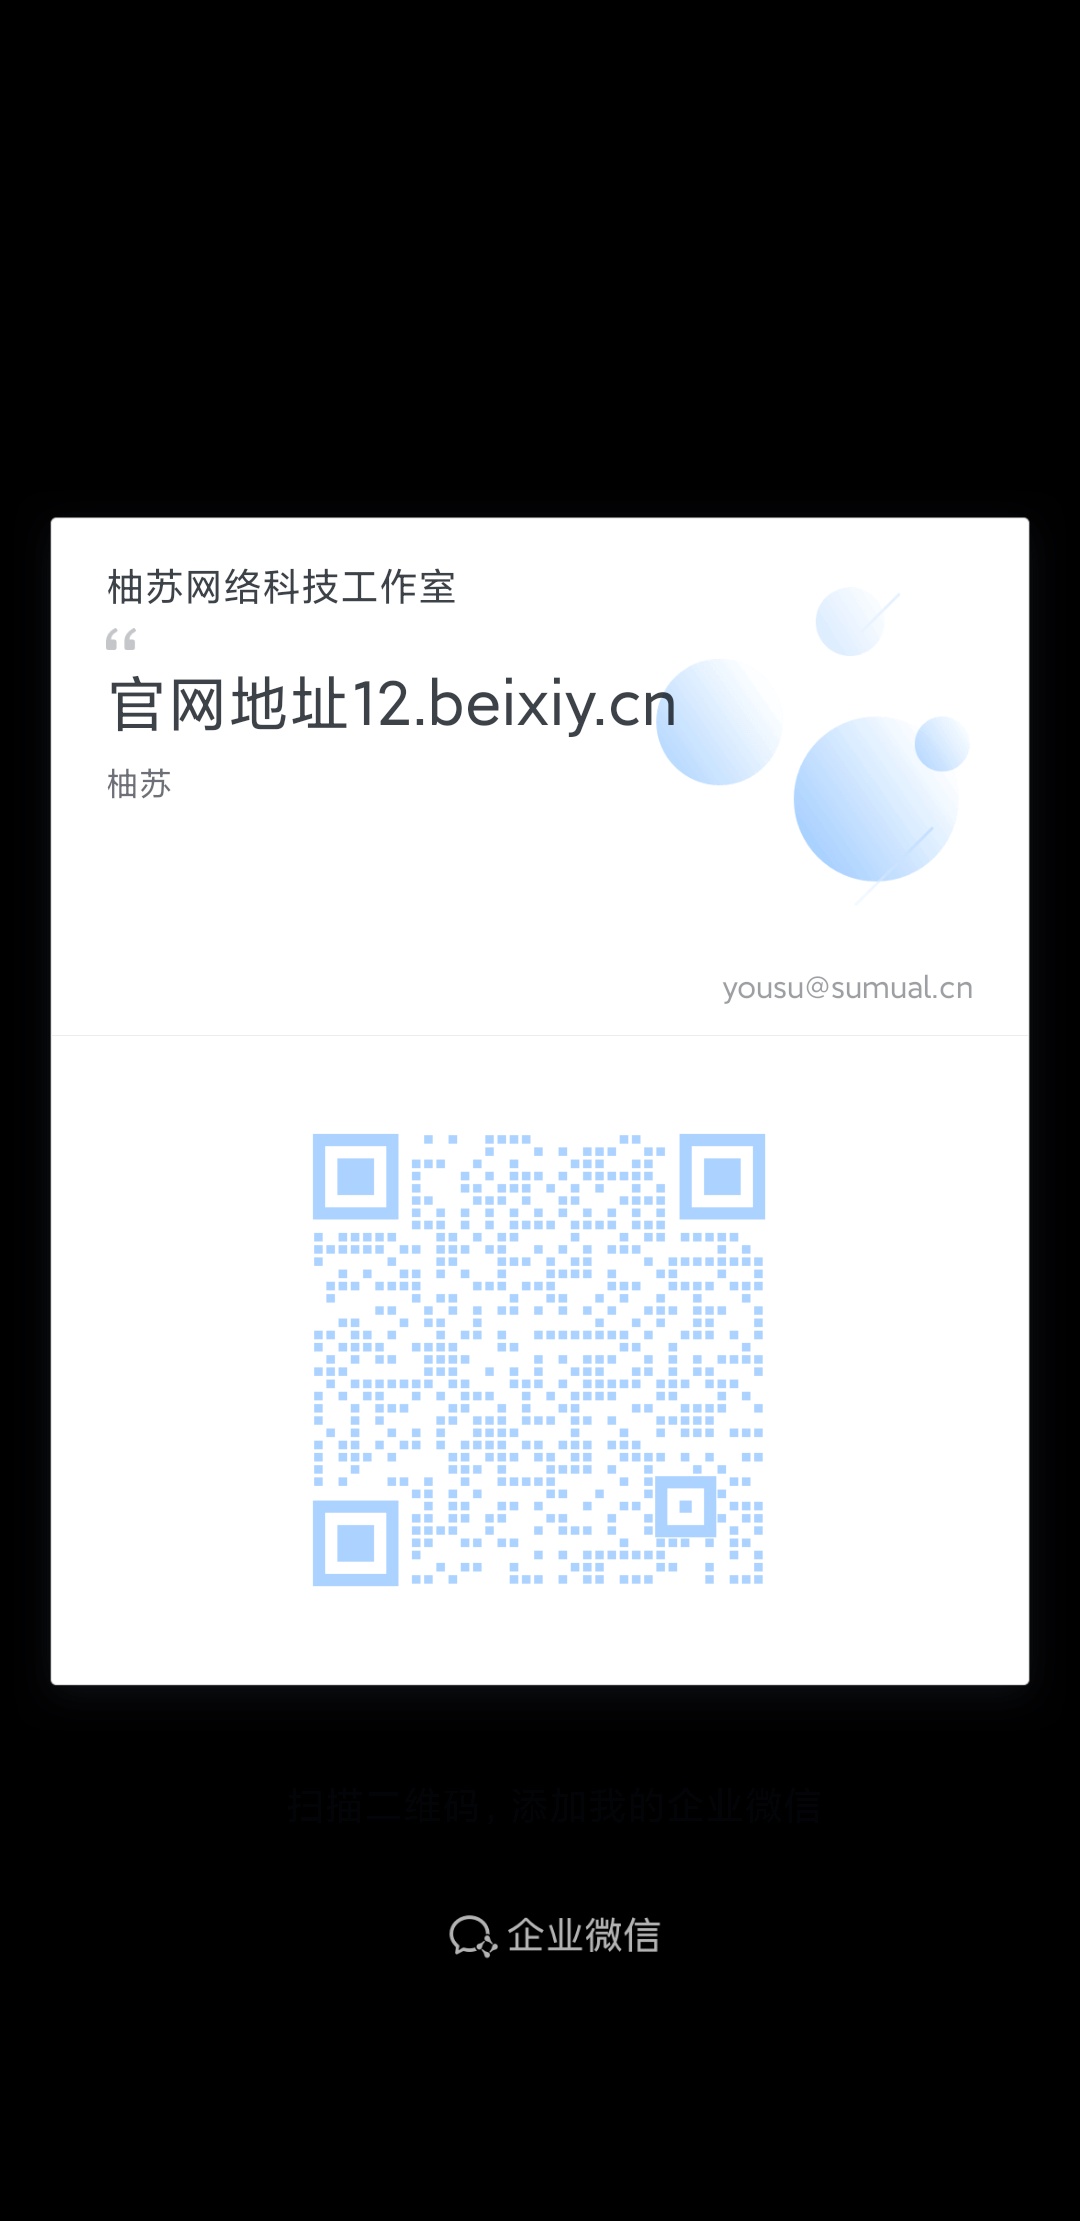 柚苏网络科技工作室
“
官网地址12.beixiy.cn
柚苏
yousu@sumual.cn
扫描二维码，添加我的企业微信
企业微信